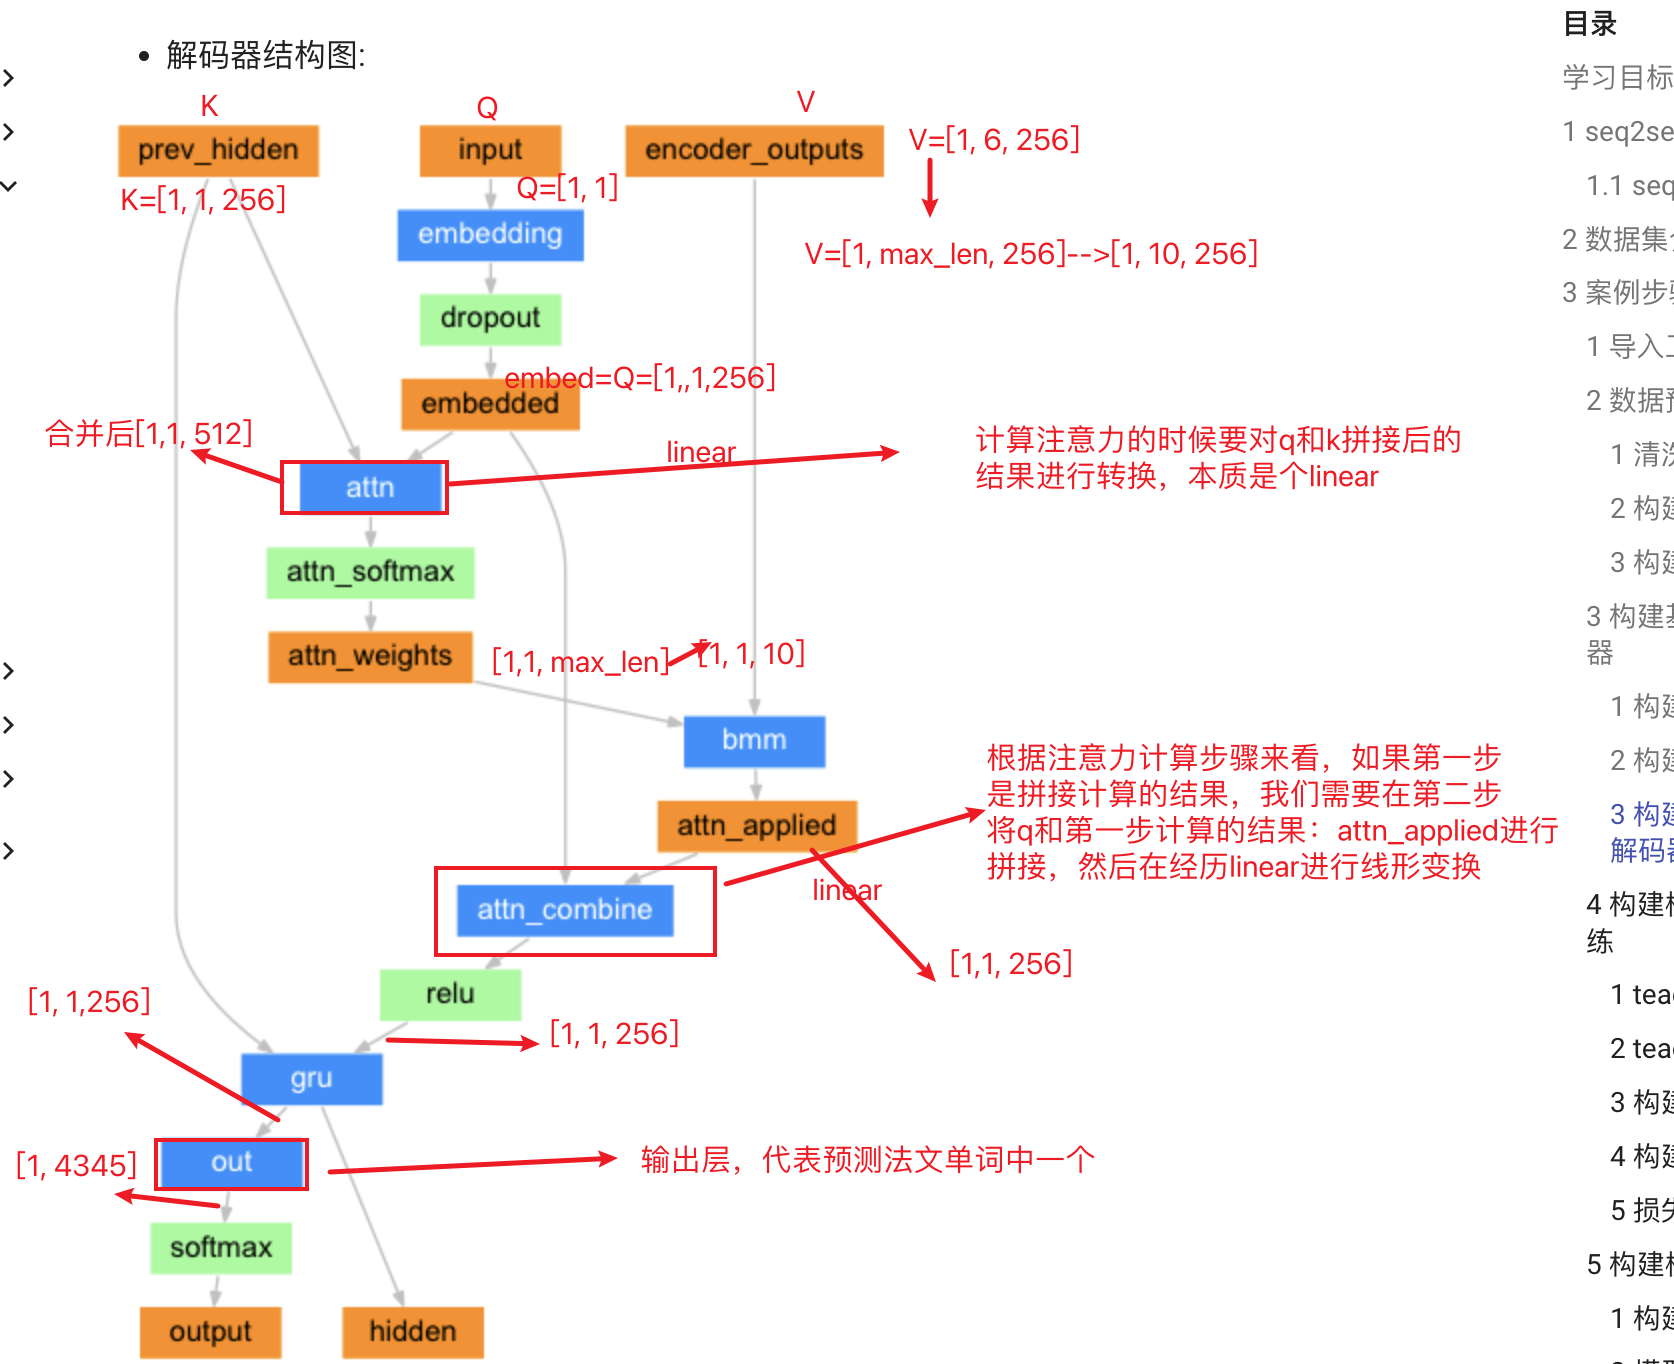 解码器结构图:
K
Q
V
prev_hidden
input
encoder_outputs
V=[1, 6, 256]
K=[1, 1, 256]
Q=[1, 1]
embedding
V=[1, max_len, 256]-->[1, 10, 256]
dropout
embed=Q=[1,,1,256]
embedded
合并后[1,1, 512]
linear
计算注意力的时候要对q和k拼接后的
结果进行转换，本质是个linear
attn
attn_softmax
attn_weights
[1,1, max_len]
[1, 1, 10]
bmm
根据注意力计算步骤来看，如果第一步
是拼接计算的结果，我们需要在第二步
将q和第一步计算的结果：attn_applied进行
拼接，然后在经历linear进行线形变换
attn_applied
linear
attn_combine
[1,1, 256]
relu
[1, 1,256]
[1, 1, 256]
gru
[1, 4345]
out
输出层，代表预测法文单词中一个
softmax
output
hidden
目录
学习目标
1 seq2se
1.1 seq
2 数据集
3 案例步
1 导入
2 数据
1 清
2 构
3 构
3 构建
器
1 构
2 构
3 构
解码
4 构建
练
1 tea
2 tea
3 构
4 构
5 损
5 构建
1 构